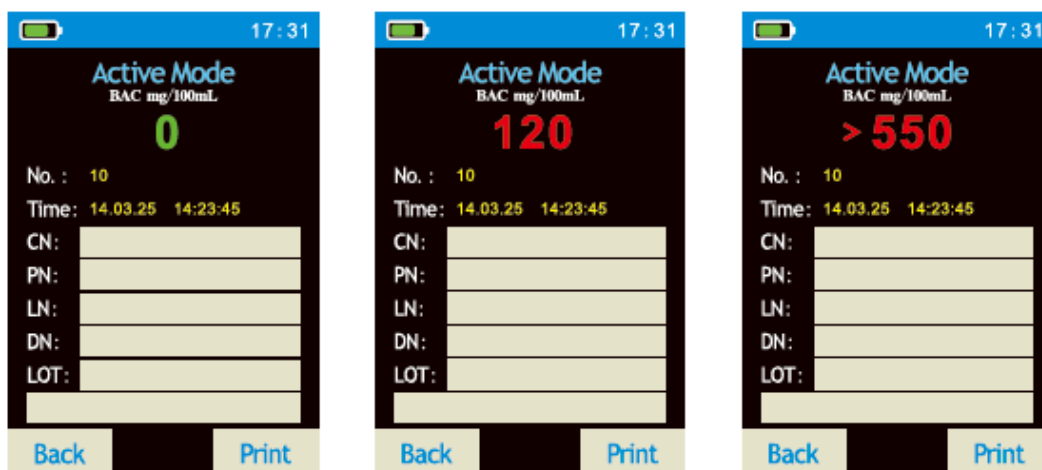 17:31
Active Mode
BAC mg/100mL
0
No. : 10
Time: 14.03.25 14:23:45
CN:
PN:
LN:
DN:
LOT:
Back Print
17:31
Active Mode
BAC mg/100mL
120
No. : 10
Time: 14.03.25 14:23:45
CN:
PN:
LN:
DN:
LOT:
Back Print
17:31
Active Mode
BAC mg/100mL
> 550
No. : 10
Time: 14.03.25 14:23:45
CN:
PN:
LN:
DN:
LOT:
Back Print